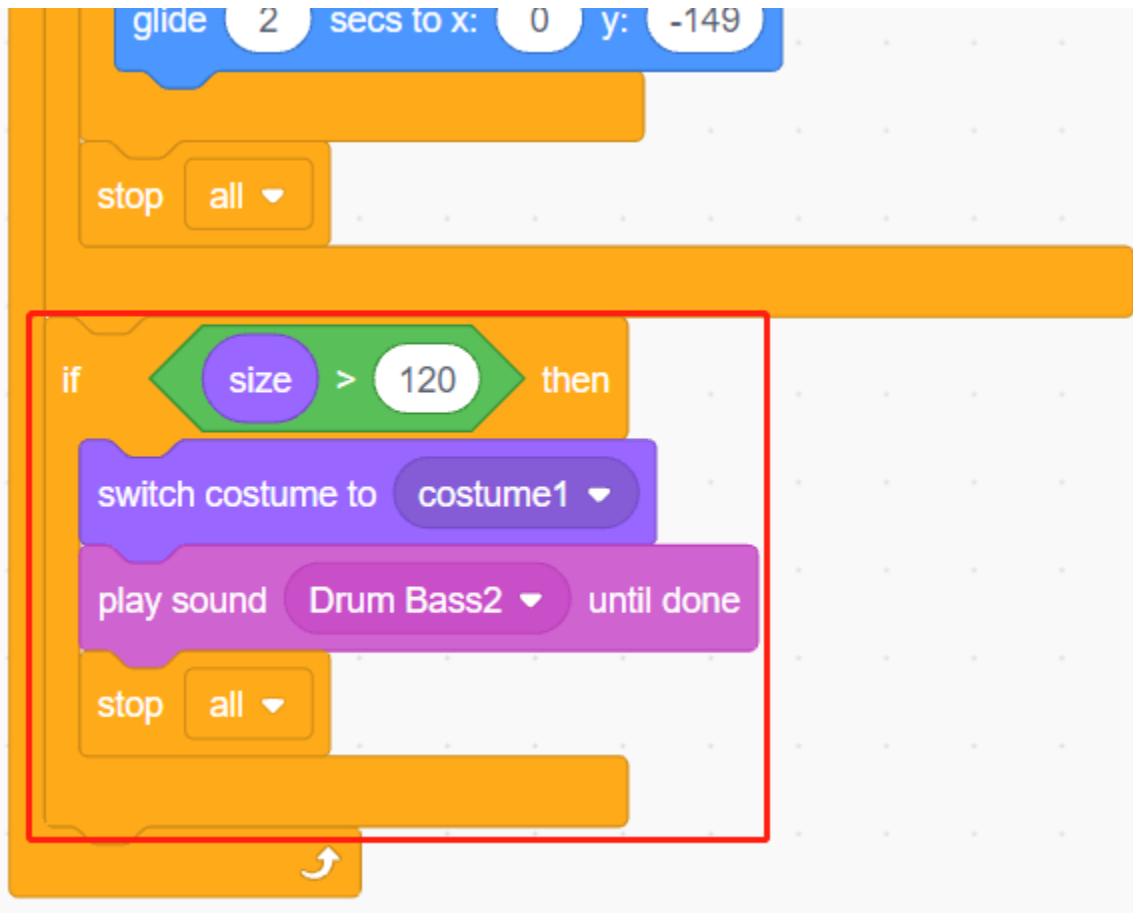 glide 2 secs to x: 0 y: -149
stop all
if size > 120 then
switch costume to costume1
play sound Drum Bass2 until done
stop all